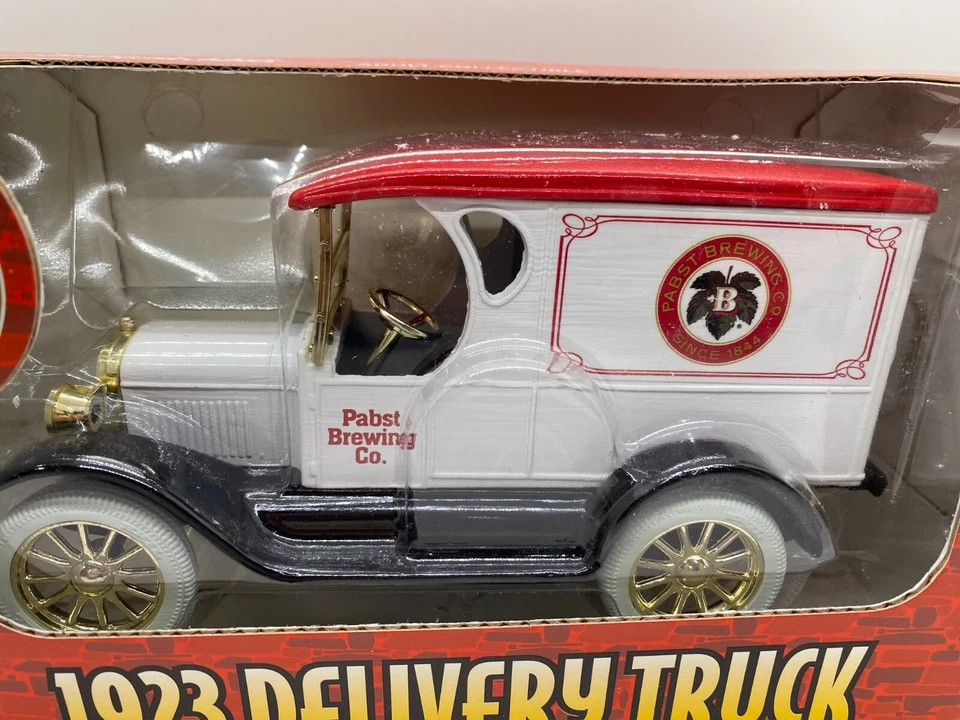 PABST BREWING CO.
B
SINCE 1844
Pabst
Brewing
Co.
1923 DELIVERY TRUCK